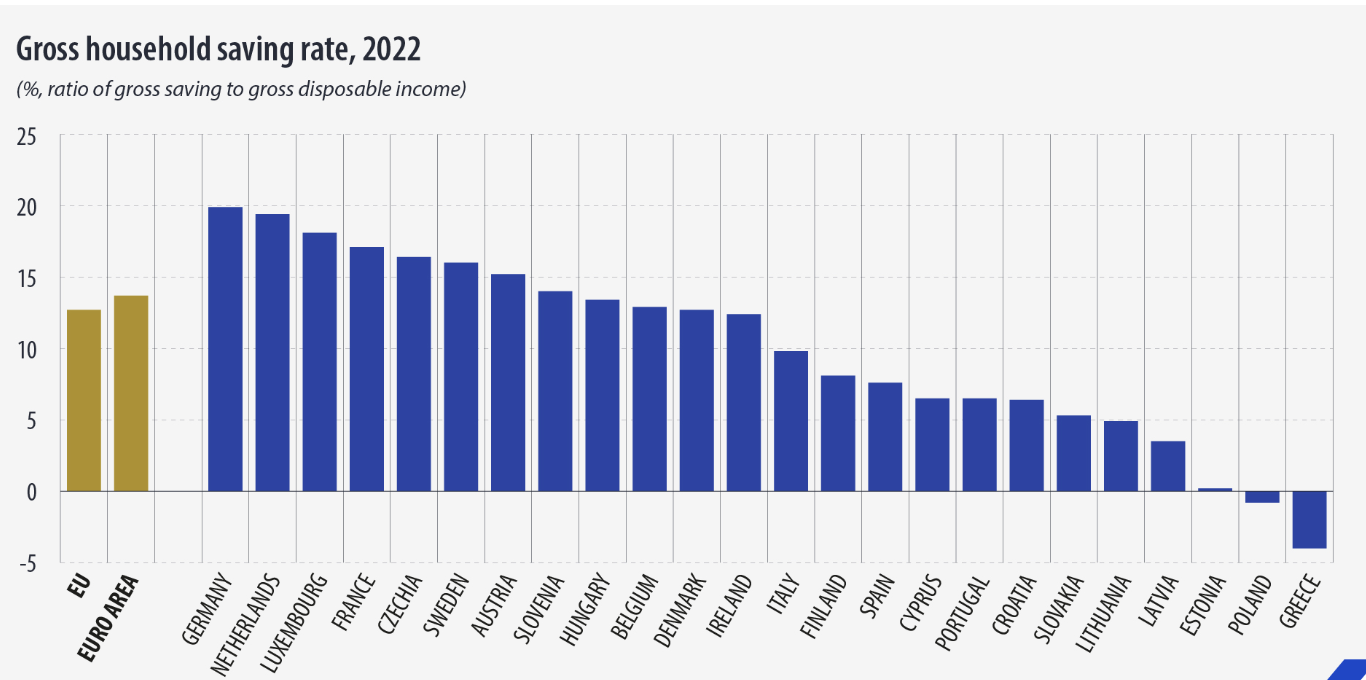 Gross household saving rate, 2022
(%, ratio of gross saving to gross disposable income)
25
20
15
10
5
0
-5
EU
EURO AREA
GERMANY
NETHERLANDS
LUXEMBOURG
FRANCE
CZECHIA
SWEDEN
AUSTRIA
SLOVENIA
HUNGARY
BELGIUM
DENMARK
IRELAND
ITALY
FINLAND
SPAIN
CYPRUS
PORTUGAL
CROATIA
SLOVAKIA
LITHUANIA
LATVIA
ESTONIA
POLAND
GREECE